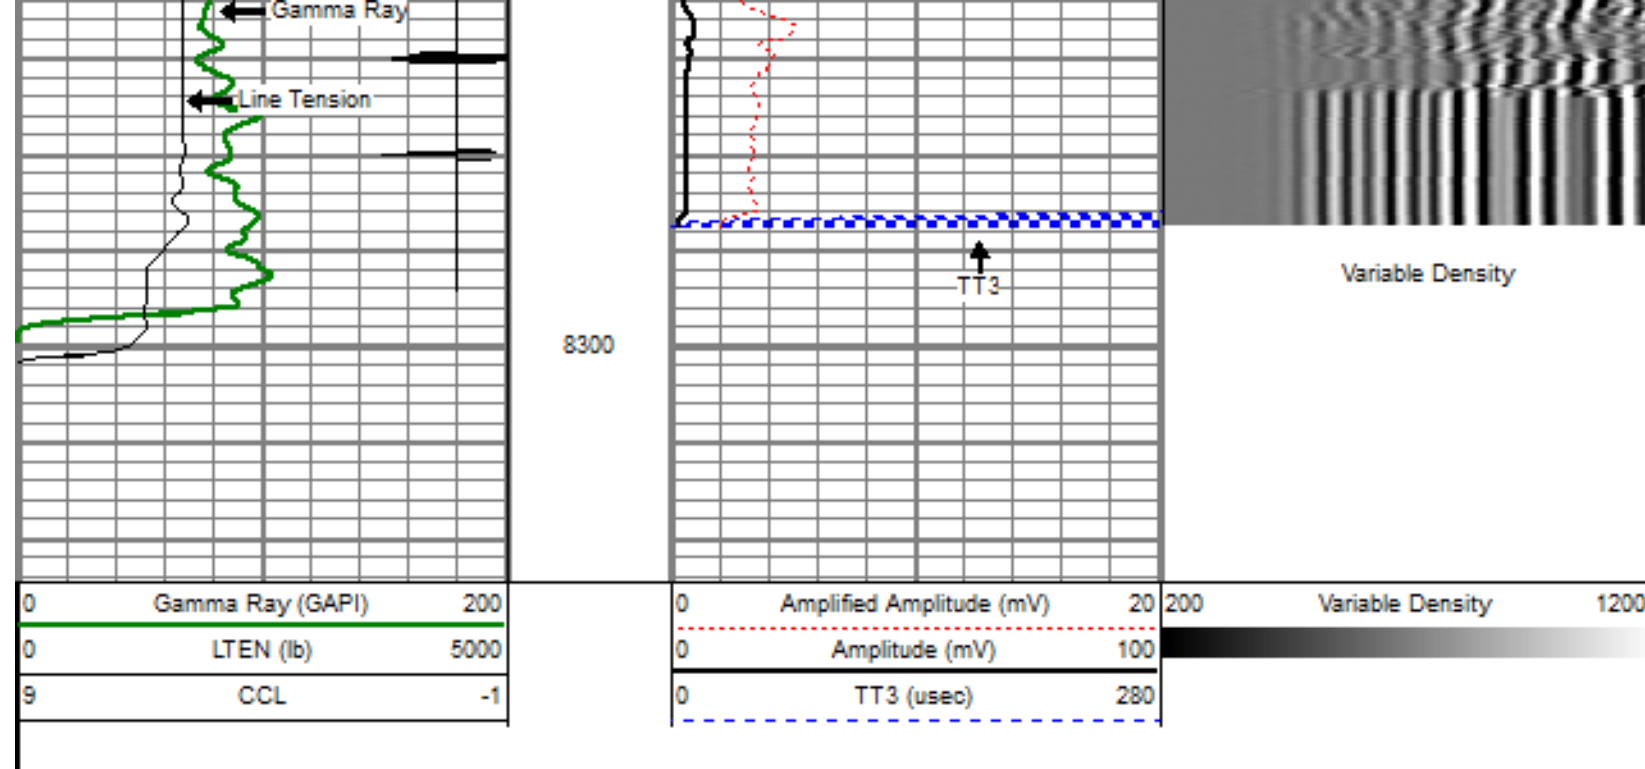 Gamma Ray
Line Tension
Variable Density
TT3
8300
0 Gamma Ray (GAPI) 200
0 LTEN (lb) 5000
9 CCL -1
0 Amplified Amplitude (mV) 20
0 Amplitude (mV) 100
0 TT3 (usec) 280
200 Variable Density 1200